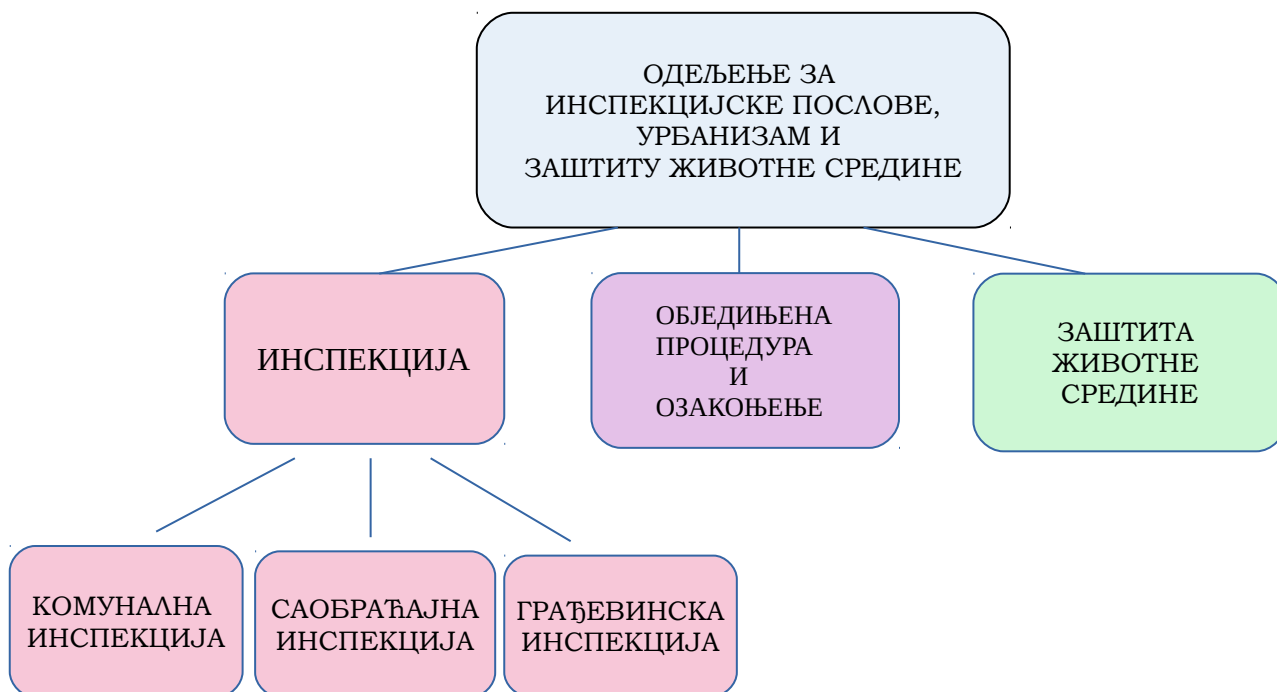 ОДЕЉЕЊЕ ЗА
ИНСПЕКЦИЈСКЕ ПОСЛОВЕ,
УРБАНИЗАМ И
ЗАШТИТУ ЖИВОТНЕ СРЕДИНЕ
ИНСПЕКЦИЈА
ОБЈЕДИЊЕНА
ПРОЦЕДУРА
И
ОЗАКОЊЕЊЕ
ЗАШТИТА
ЖИВОТНЕ
СРЕДИНЕ
КОМУНАЛНА
ИНСПЕКЦИЈА
САОБРАЋАЈНА
ИНСПЕКЦИЈА
ГРАЂЕВИНСКА
ИНСПЕКЦИЈА